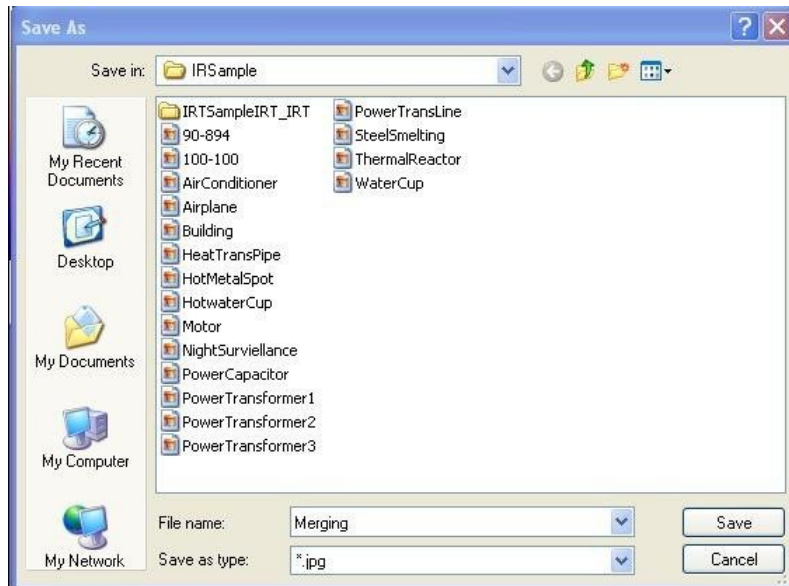 Save As
Save in:
IRSample
My Recent
Documents
Desktop
My Documents
My Computer
My Network
IRTSampleIRT_IRT
90-894
100-100
AirConditioner
Airplane
Building
HeatTransPipe
HotMetalSpot
HotwaterCup
Motor
NightSurviellance
PowerCapacitor
PowerTransformer1
PowerTransformer2
PowerTransformer3
PowerTransLine
SteelSmelting
ThermalReactor
WaterCup
File name:
Merging
Save
Save as type:
*.jpg
Cancel